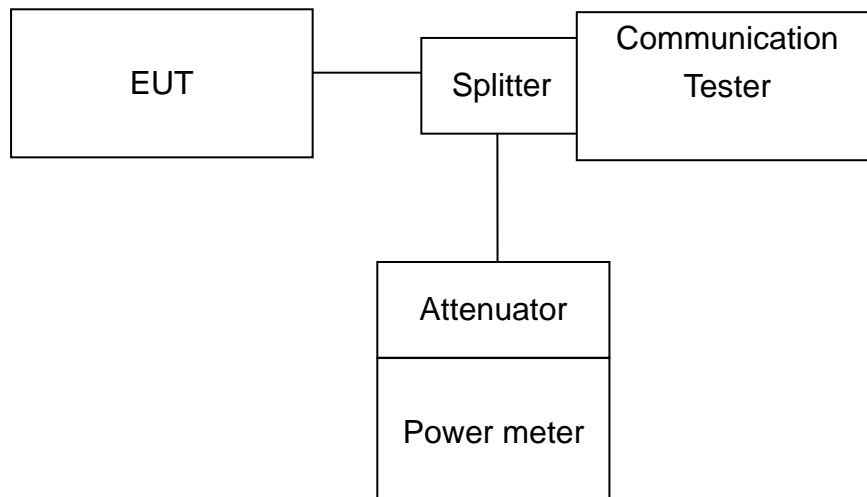 EUT
Splitter
Communication
Tester
Attenuator
Power meter